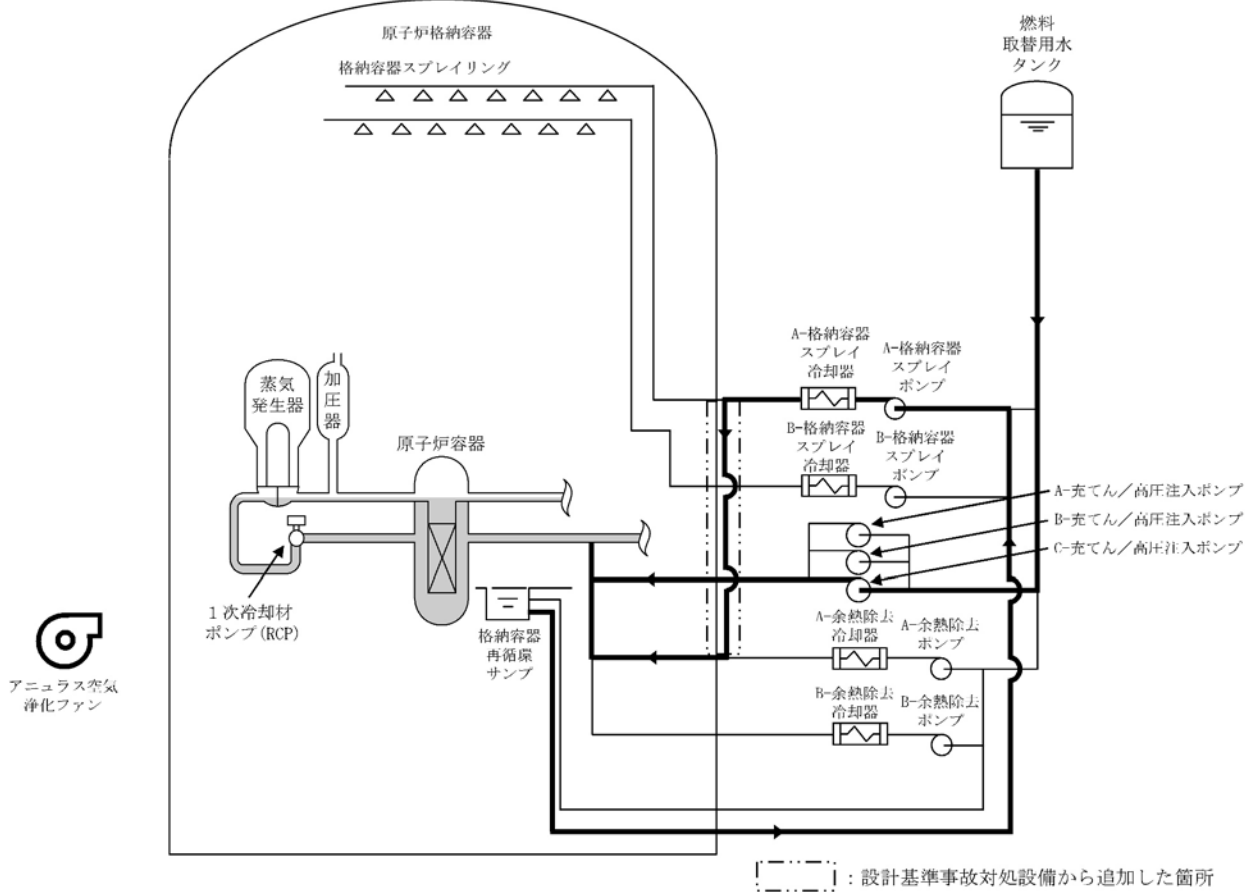 原子炉格納容器
格納容器スプレイリング
燃料
取替用水
タンク
A-格納容器
スプレイ
冷却器
A-格納容器
スプレイ
ポンプ
B-格納容器
スプレイ
冷却器
B-格納容器
スプレイ
ポンプ
蒸気
発生器
加
圧
器
原子炉容器
A-充てん／高圧注入ポンプ
B-充てん／高圧注入ポンプ
C-充てん／高圧注入ポンプ
1次冷却材
ポンプ(RCP)
格納容器
再循環
サンプ
A-余熱除去
冷却器
A-余熱除去
ポンプ
B-余熱除去
冷却器
B-余熱除去
ポンプ
アニュラス空気
浄化ファン
：設計基準事故対処設備から追加した箇所